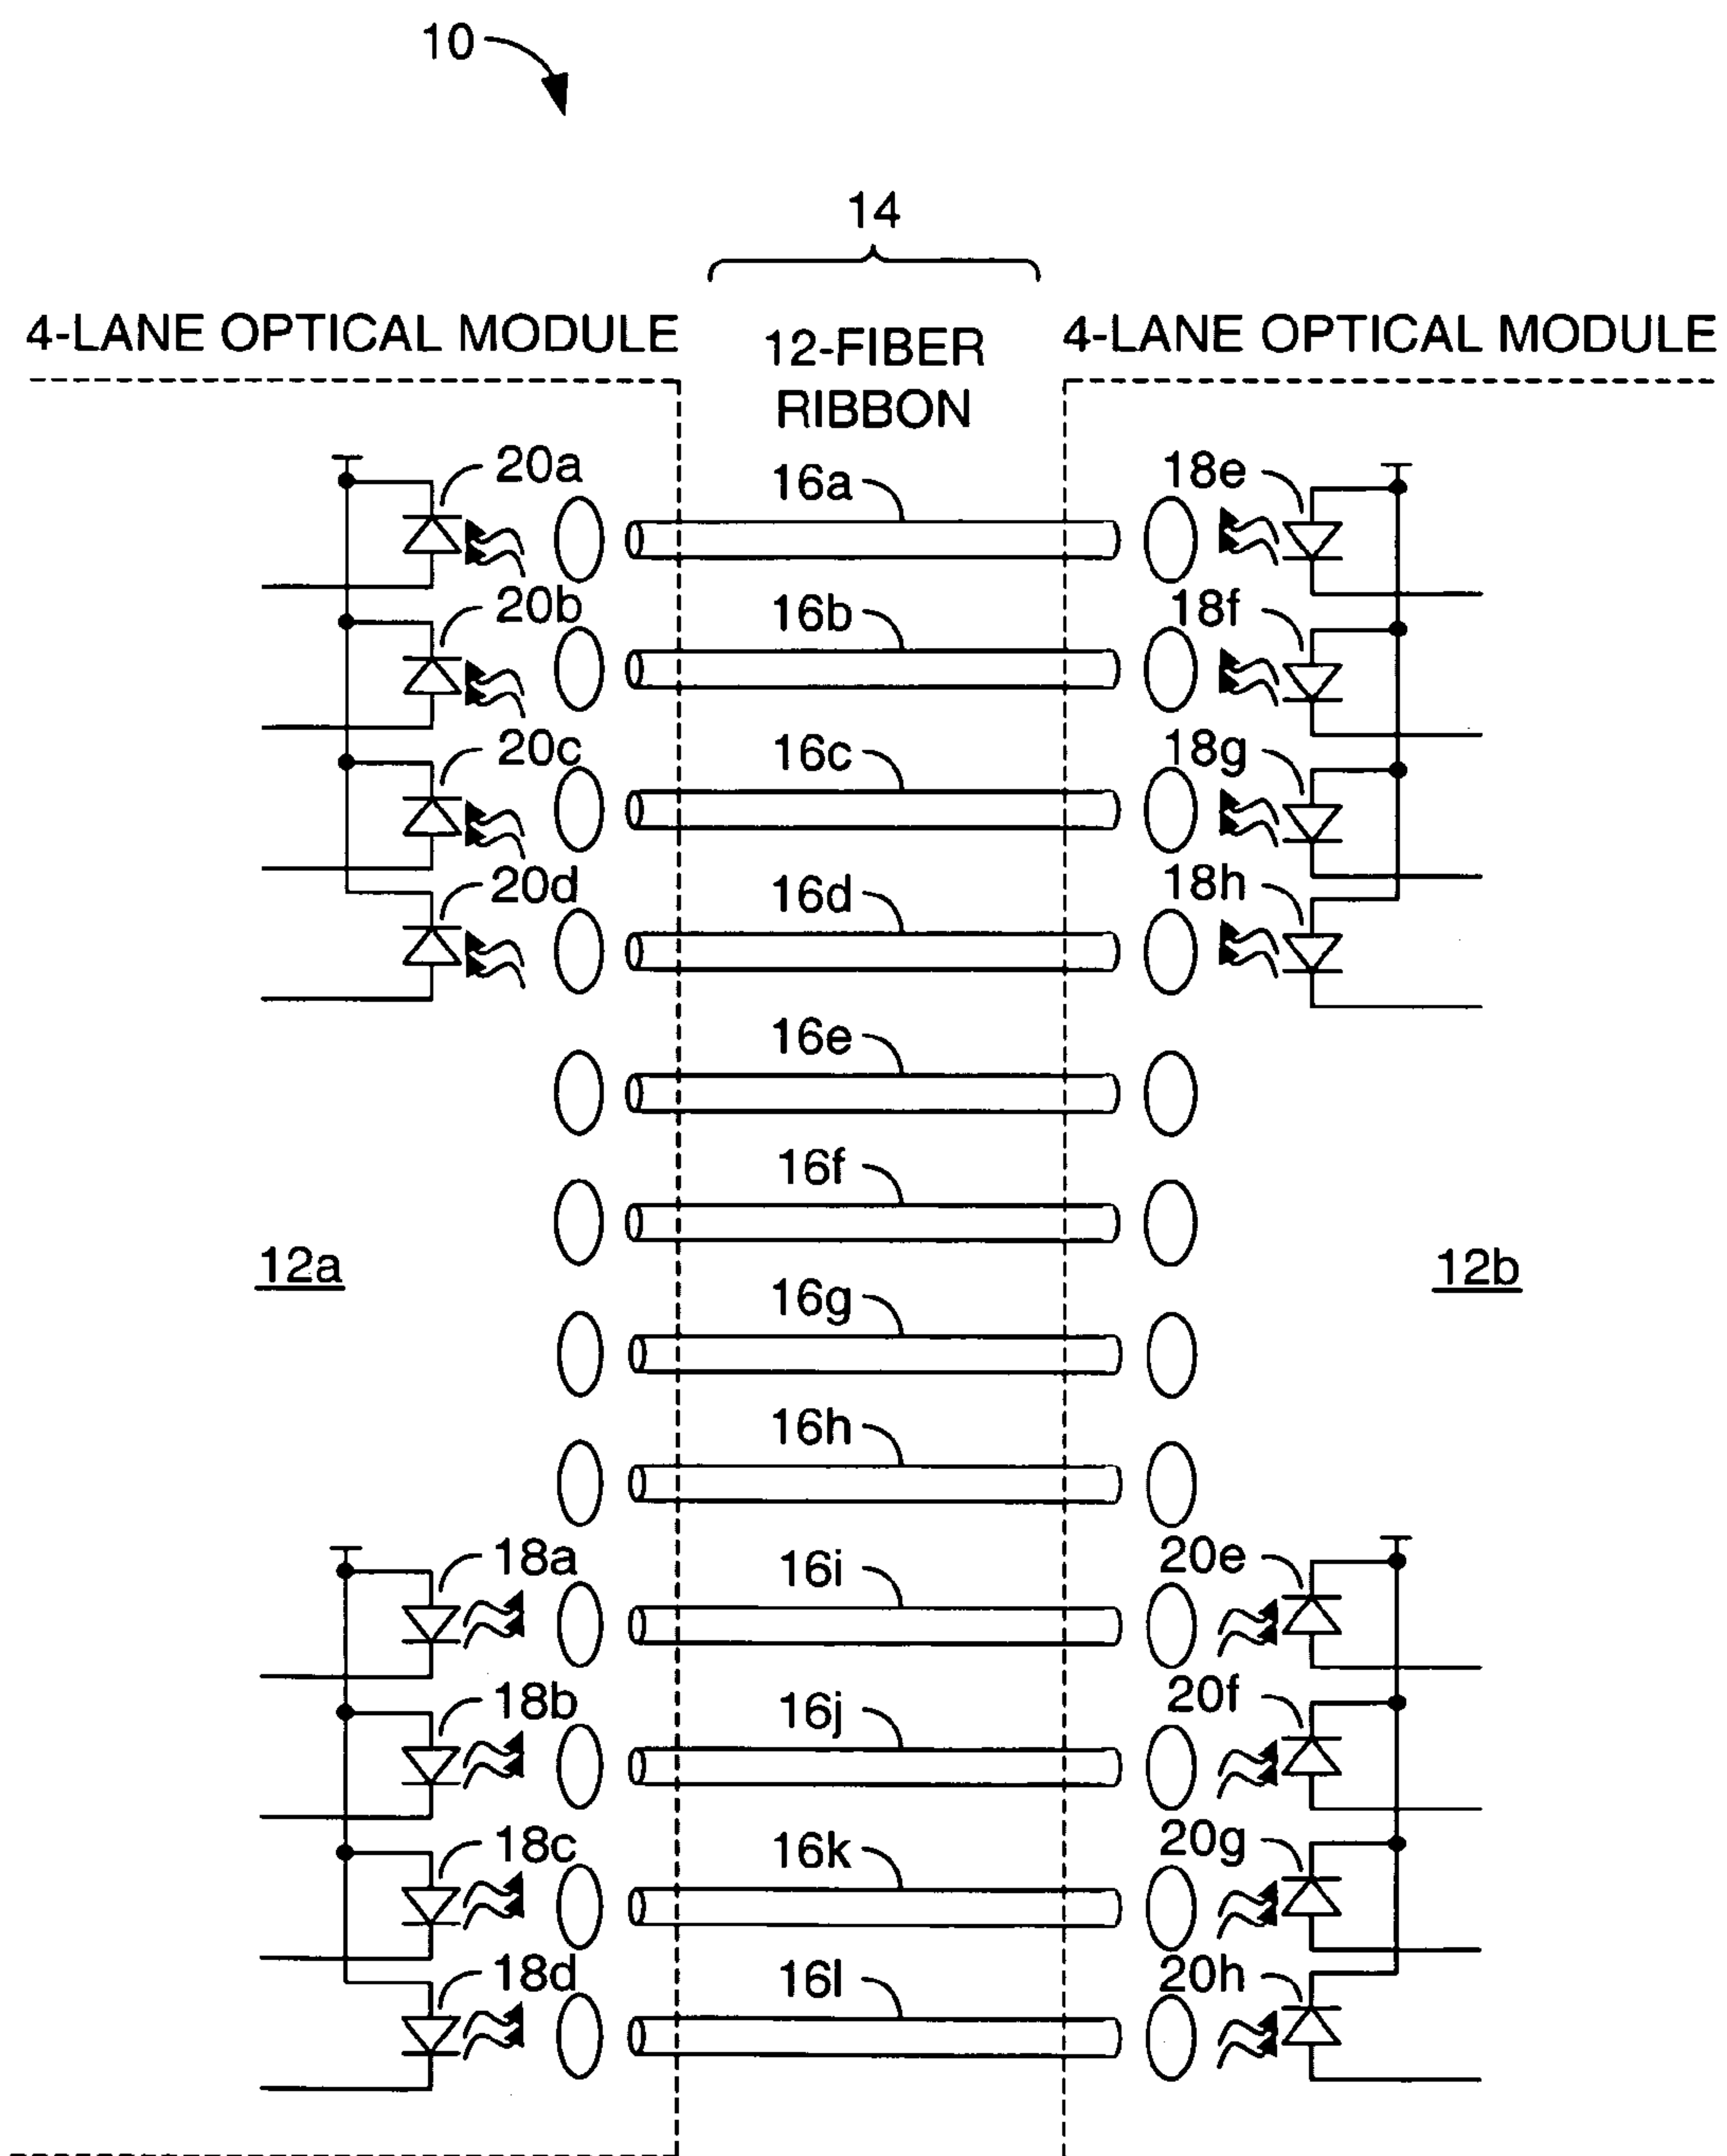 10
14
4-LANE OPTICAL MODULE
12-FIBER
RIBBON
4-LANE OPTICAL MODULE
20a
16a
18e
20b
16b
18f
20c
16c
18g
20d
16d
18h
16e
16f
12a
12b
16g
16h
18a
16i
20e
18b
16j
20f
18c
16k
20g
18d
16l
20h